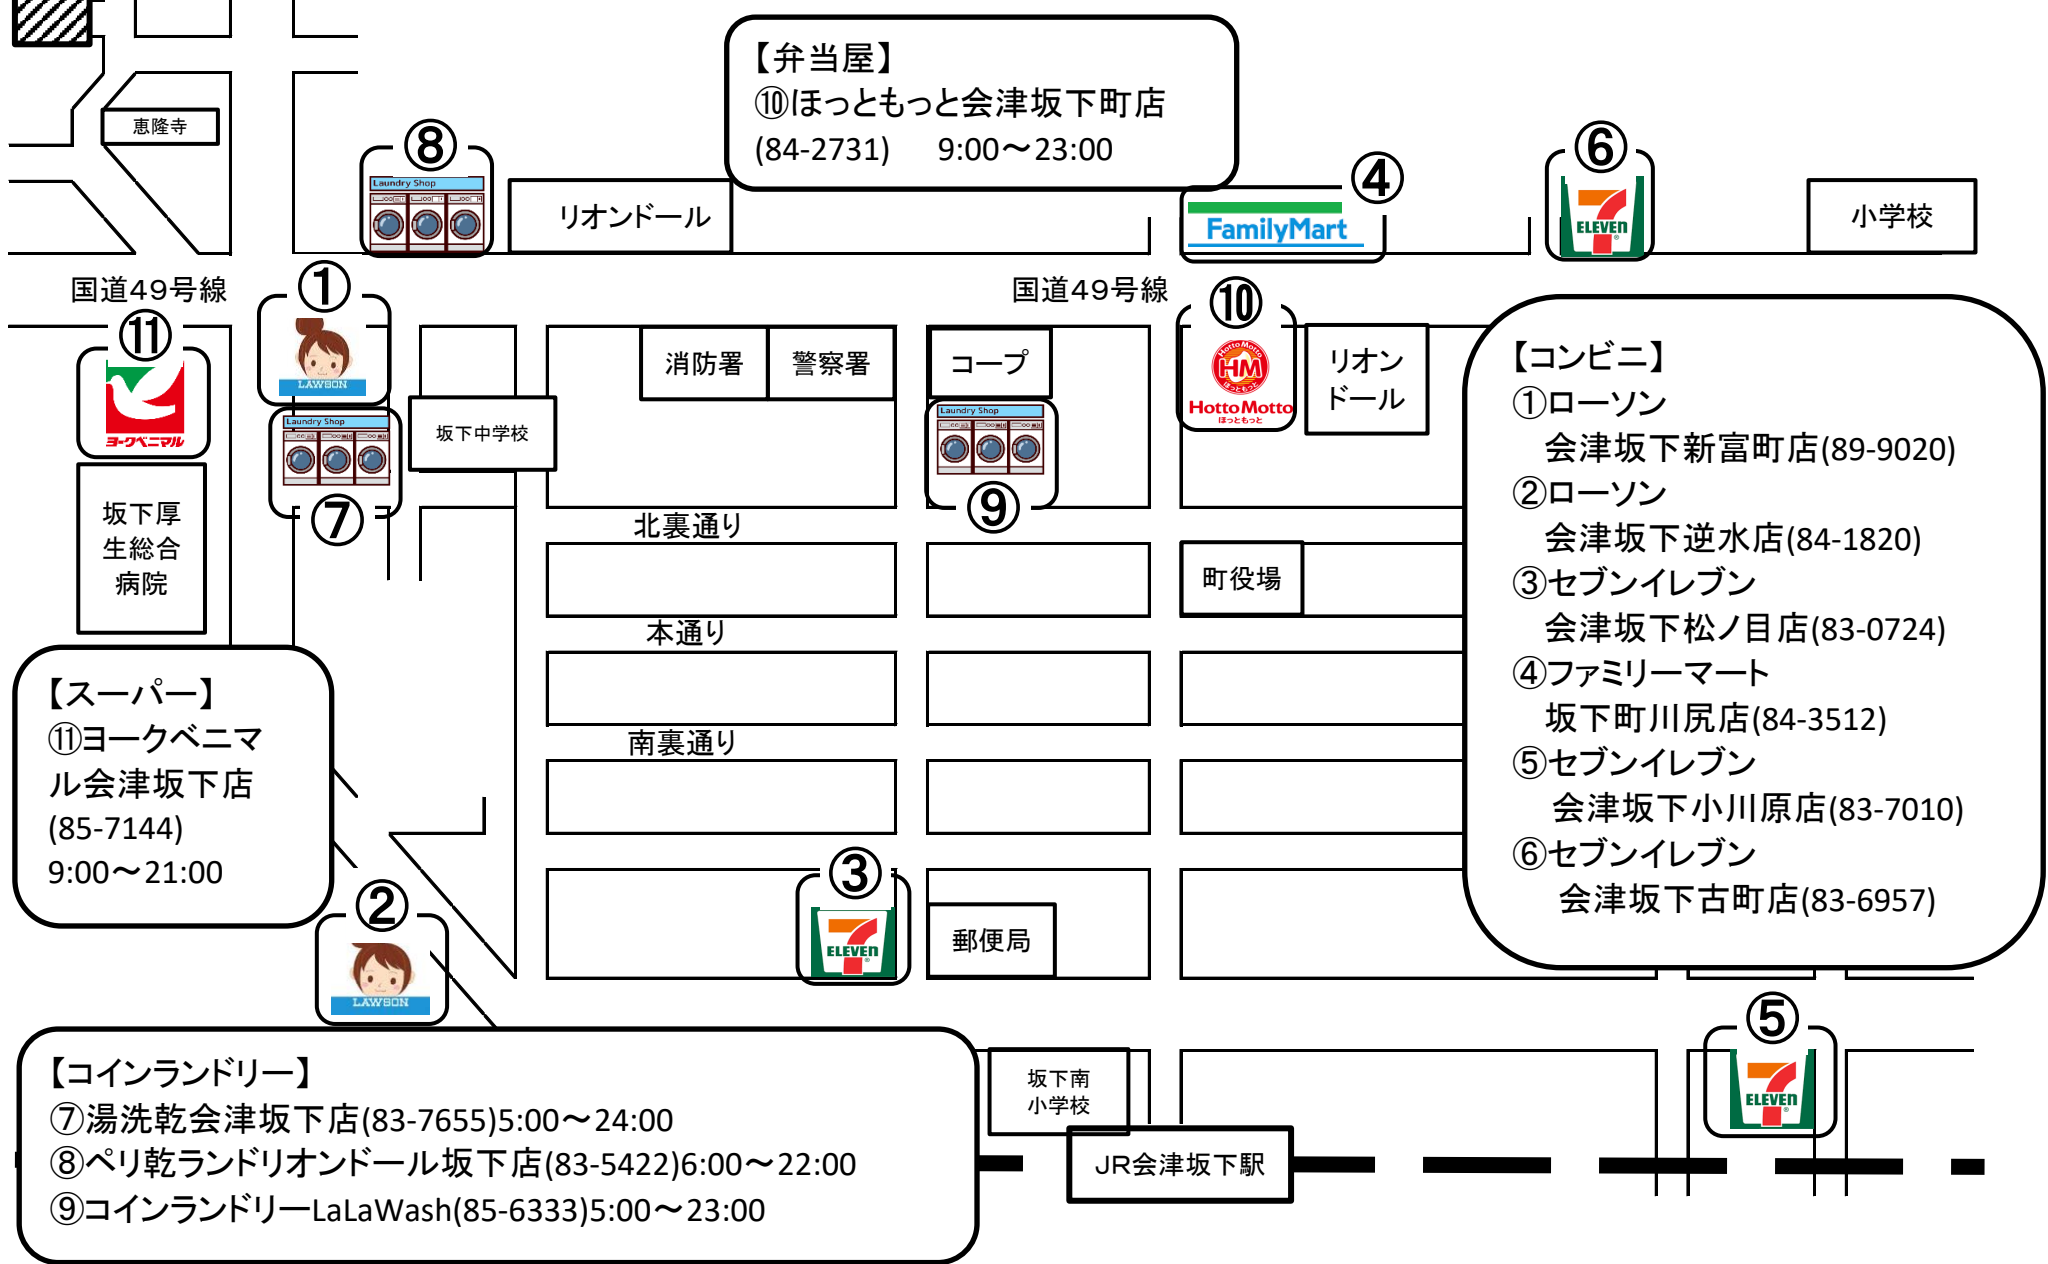 【弁当屋】
⑩ほっともっと会津坂下町店
(84-2731)　9:00～23:00
恵隆寺
⑧
Laundry Shop
リオンドール
④
FamilyMart
⑥
ELEVEn
小学校
国道49号線
国道49号線
①
LAWSON
⑪
ヨークベニマル
⑩
HottoMotto
HM
ほっともっと
HottoMotto
ほっともっと
消防署
警察署
コープ
リオン
ドール
Laundry Shop
⑦
坂下中学校
Laundry Shop
⑨
坂下厚
生総合
病院
北裏通り
町役場
本通り
南裏通り
【コンビニ】
①ローソン
会津坂下新富町店(89-9020)
②ローソン
会津坂下逆水店(84-1820)
③セブンイレブン
会津坂下松ノ目店(83-0724)
④ファミリーマート
坂下町川尻店(84-3512)
⑤セブンイレブン
会津坂下小川原店(83-7010)
⑥セブンイレブン
会津坂下古町店(83-6957)
【スーパー】
⑪ヨークベニマ
ル会津坂下店
(85-7144)
9:00～21:00
②
LAWSON
③
ELEVEn
郵便局
⑤
ELEVEn
【コインランドリー】
⑦湯洗乾会津坂下店(83-7655)5:00～24:00
⑧ペリ乾ランドリオンドール坂下店(83-5422)6:00～22:00
⑨コインランドリーLaLaWash(85-6333)5:00～23:00
坂下南
小学校
JR会津坂下駅